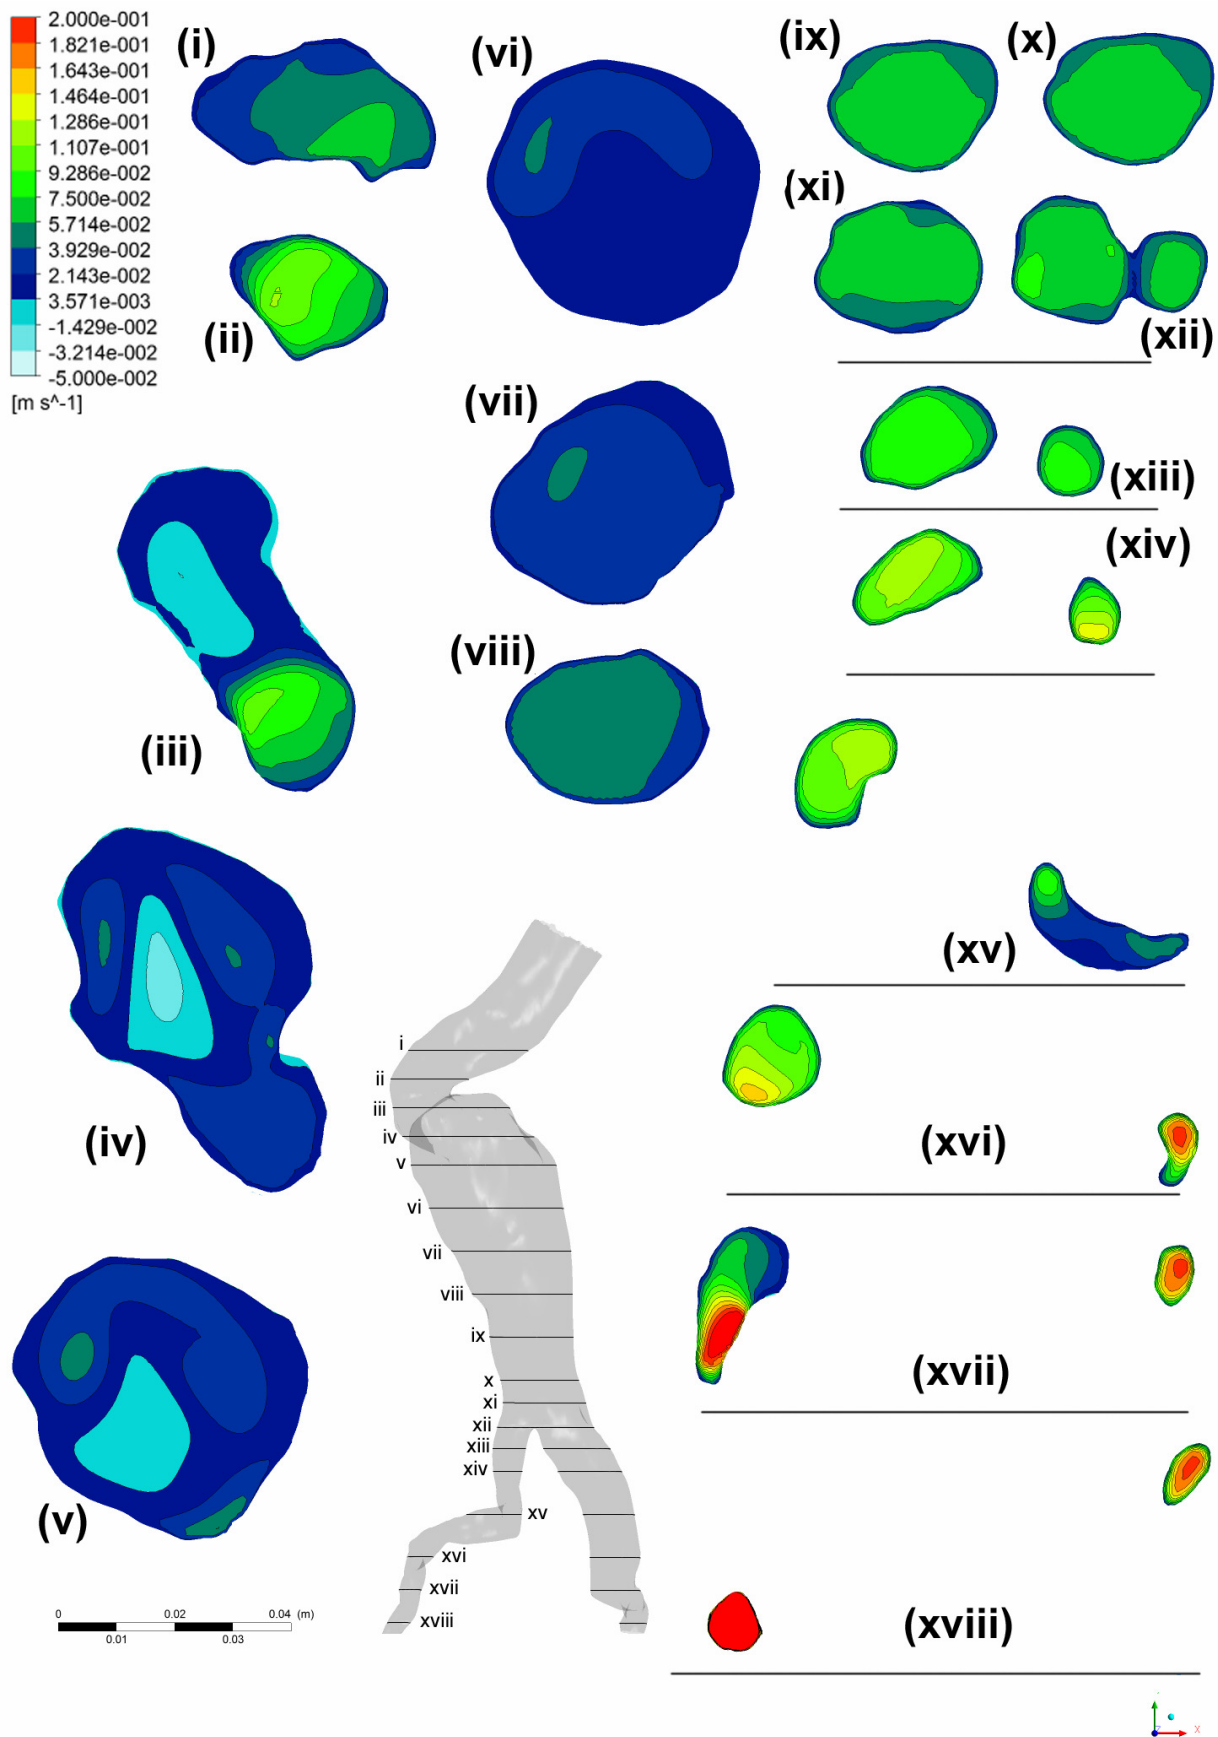 2.000e-001
1.821e-001
1.643e-001
1.464e-001
1.286e-001
1.107e-001
9.286e-002
7.500e-002
5.714e-002
3.929e-002
2.143e-002
3.571e-003
-1.429e-002
-3.214e-002
-5.000e-002
[m s^-1]
(i)
(ii)
(iii)
(iv)
(v)
(vi)
(vii)
(viii)
(ix)
(x)
(xi)
(xii)
(xiii)
(xiv)
(xv)
(xvi)
(xvii)
(xviii)
i
ii
iii
iv
v
vi
vii
viii
ix
x
xi
xii
xiii
xiv
xv
xvi
xvii
xviii
0 0.02 0.04 (m)
0.01 0.03
X